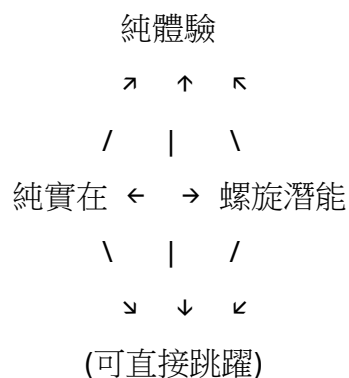 純體驗
↗ ↑ ↖
/ | \
純實在 ← → 螺旋潛能
\ | /
↘ ↓ ↙
(可直接跳躍)